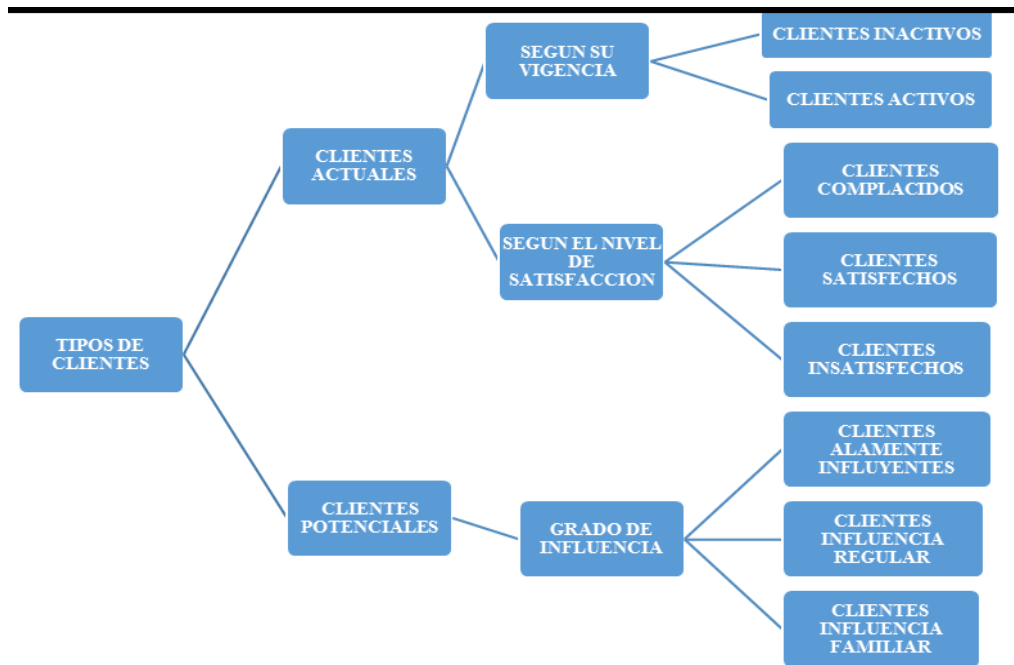 TIPOS DE
CLIENTES
CLIENTES
ACTUALES
SEGUN SU
VIGENCIA
CLIENTES INACTIVOS
CLIENTES ACTIVOS
SEGUN EL NIVEL
DE
SATISFACCION
CLIENTES
COMPLACIDOS
CLIENTES
SATISFECHOS
CLIENTES
INSATISFECHOS
CLIENTES
POTENCIALES
GRADO DE
INFLUENCIA
CLIENTES
ALAMENTE
INFLUYENTES
CLIENTES
INFLUENCIA
REGULAR
CLIENTES
INFLUENCIA
FAMILIAR